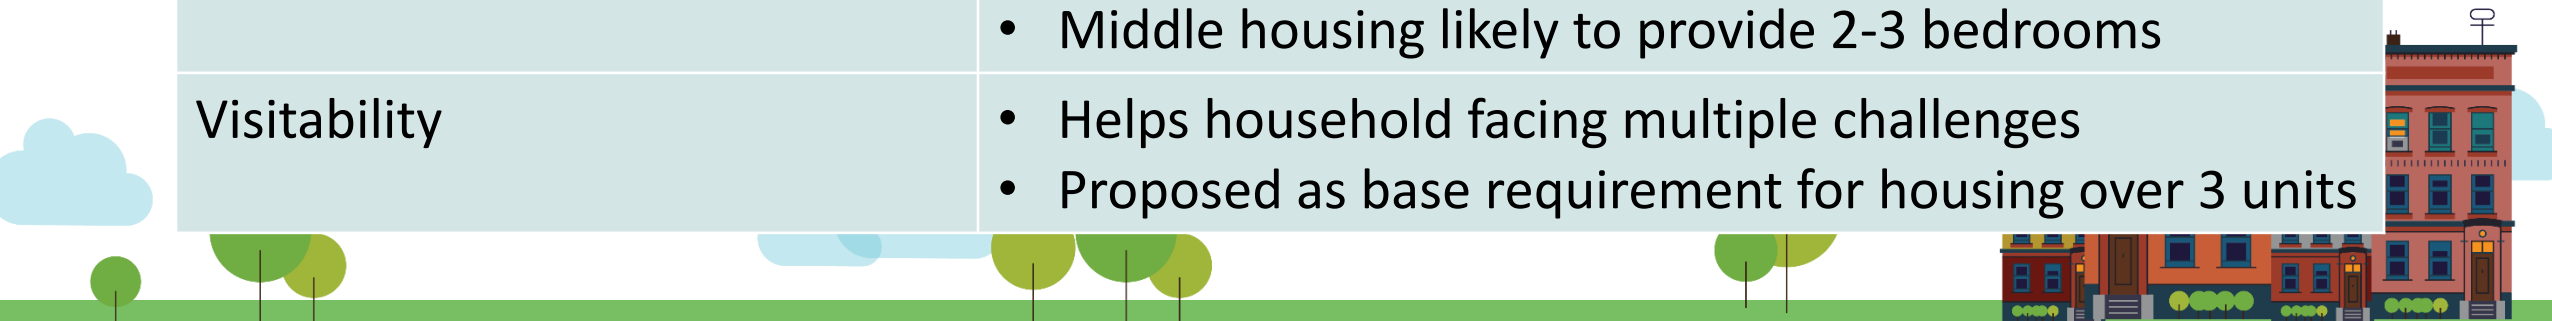 • Middle housing likely to provide 2-3 bedrooms
Visitability
• Helps household facing multiple challenges
• Proposed as base requirement for housing over 3 units